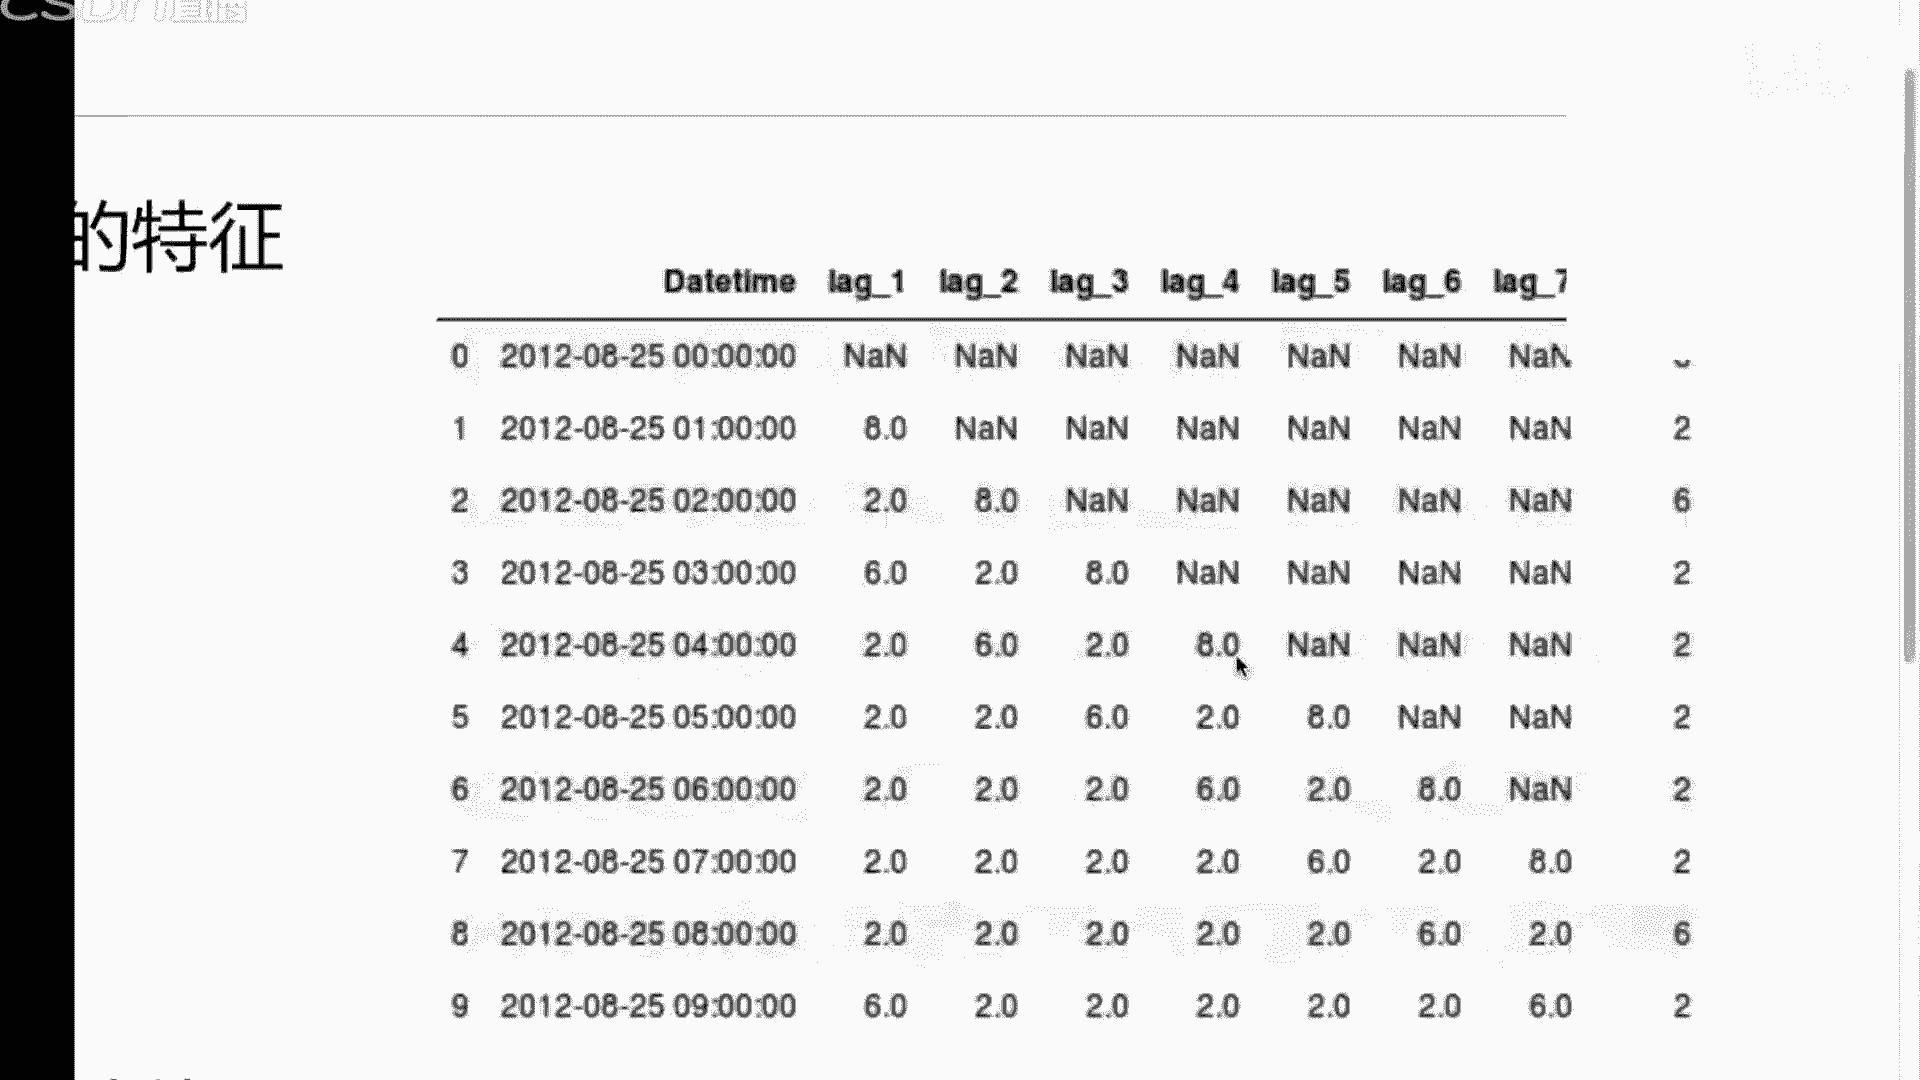 CSDN
的特征
Datetime lag_1 lag_2 lag_3 lag_4 lag_5 lag_6 lag_7
0 2012-08-25 00:00:00 NaN NaN NaN NaN NaN NaN NaN
1 2012-08-25 01:00:00 8.0 NaN NaN NaN NaN NaN NaN 2
2 2012-08-25 02:00:00 2.0 8.0 NaN NaN NaN NaN NaN 6
3 2012-08-25 03:00:00 6.0 2.0 8.0 NaN NaN NaN NaN 2
4 2012-08-25 04:00:00 2.0 6.0 2.0 8.0 NaN NaN NaN 2
5 2012-08-25 05:00:00 2.0 2.0 6.0 2.0 8.0 NaN NaN 2
6 2012-08-25 06:00:00 2.0 2.0 2.0 6.0 2.0 8.0 NaN 2
7 2012-08-25 07:00:00 2.0 2.0 2.0 2.0 6.0 2.0 8.0 2
8 2012-08-25 08:00:00 2.0 2.0 2.0 2.0 2.0 6.0 2.0 6
9 2012-08-25 09:00:00 6.0 2.0 2.0 2.0 2.0 2.0 6.0 2